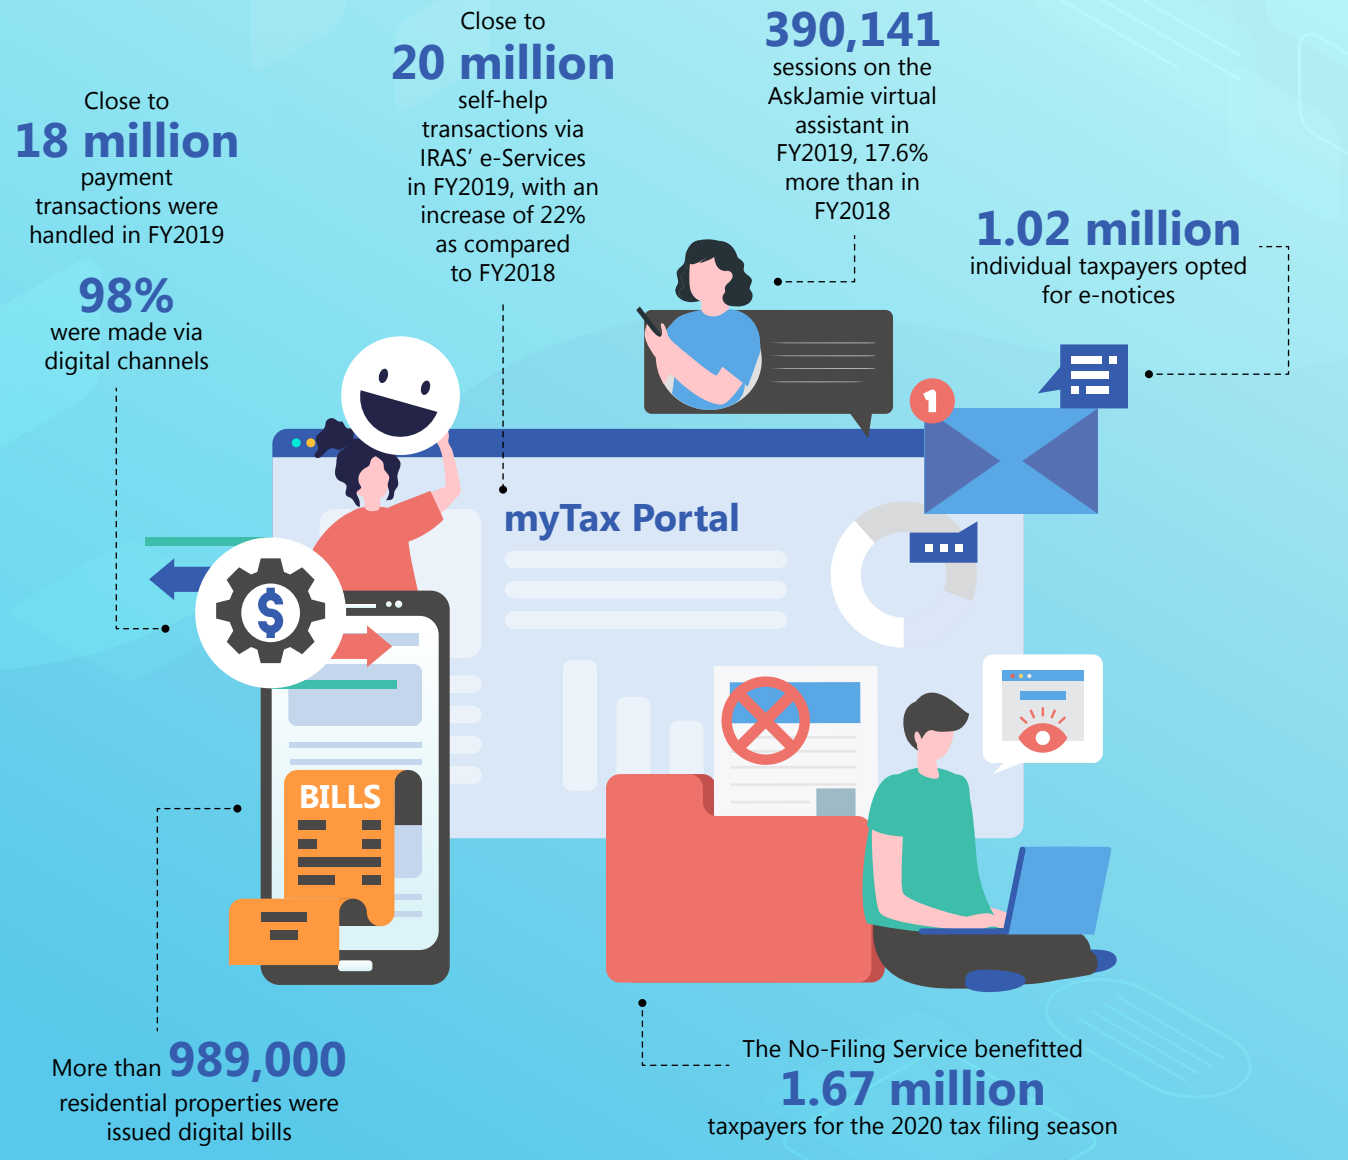 Close to
18 million
payment
transactions were
handled in FY2019
98%
were made via
digital channels
Close to
20 million
self-help
transactions via
IRAS’ e-Services
in FY2019, with an
increase of 22%
as compared
to FY2018
390,141
sessions on the
AskJamie virtual
assistant in
FY2019, 17.6%
more than in
FY2018
1.02 million
individual taxpayers opted
for e-notices
1
myTax Portal
$
BILLS
More than 989,000
residential properties were
issued digital bills
The No-Filing Service benefitted
1.67 million
taxpayers for the 2020 tax filing season